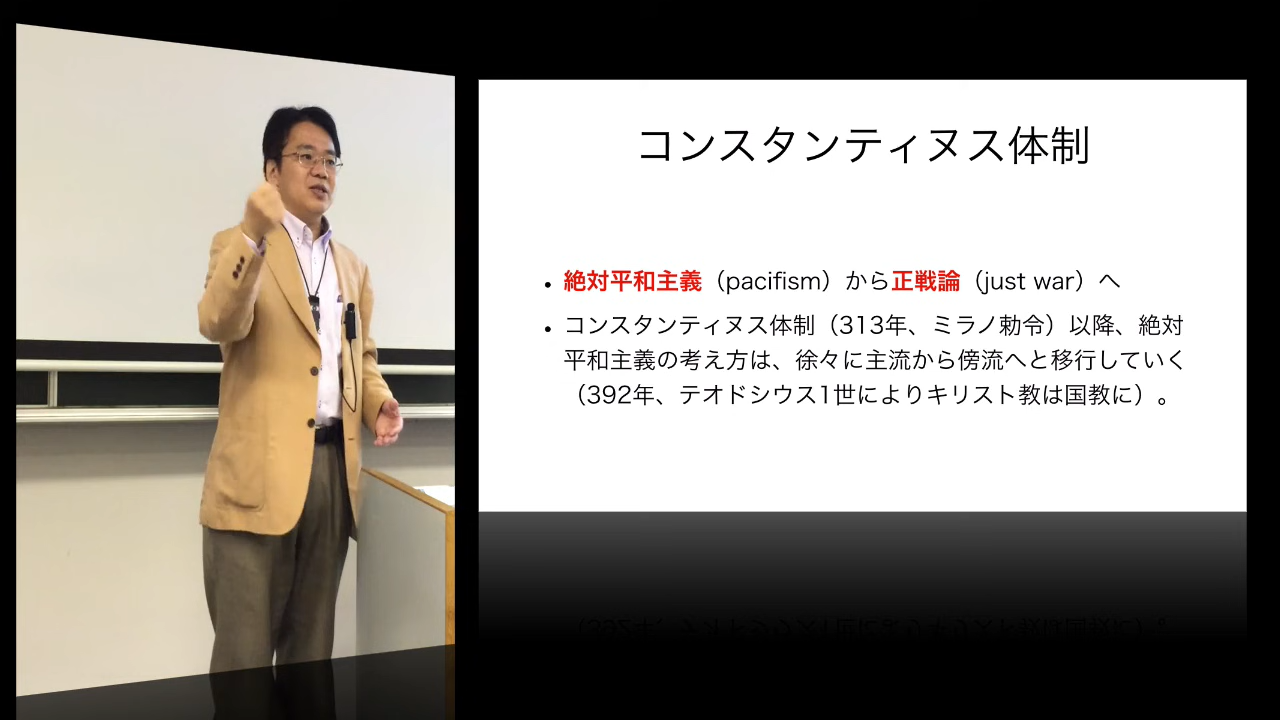 コンスタンティヌス体制
• 絶対平和主義（pacifism）から正戦論（just war）へ
• コンスタンティヌス体制（313年、ミラノ勅令）以降、絶対
平和主義の考え方は、徐々に主流から傍流へと移行していく
（392年、テオドシウス1世によりキリスト教は国教に）。